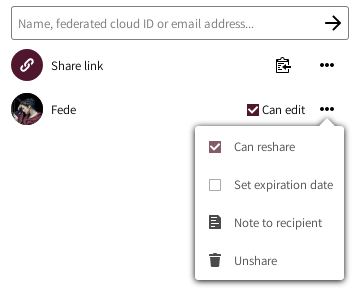 Name, federated cloud ID or email address...
Share link
Fede
Can edit
Can reshare
Set expiration date
Note to recipient
Unshare